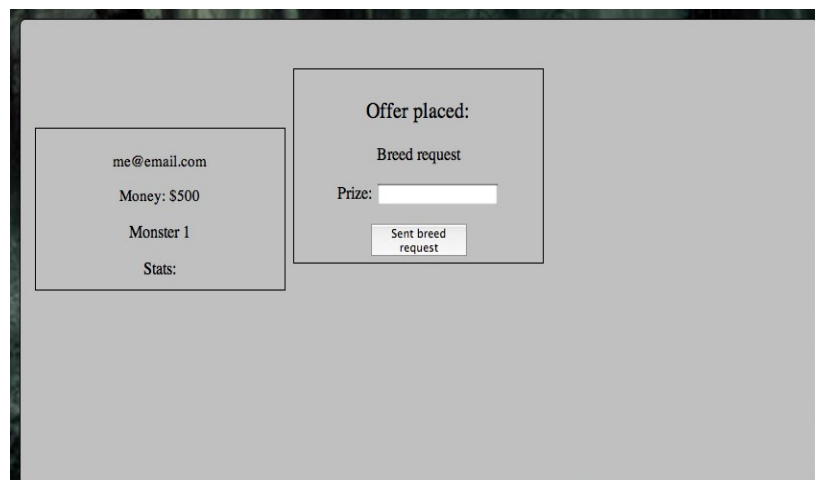 me@email.com
Money: $500
Monster 1
Stats:
Offer placed:
Breed request
Prize:
Sent breed
request